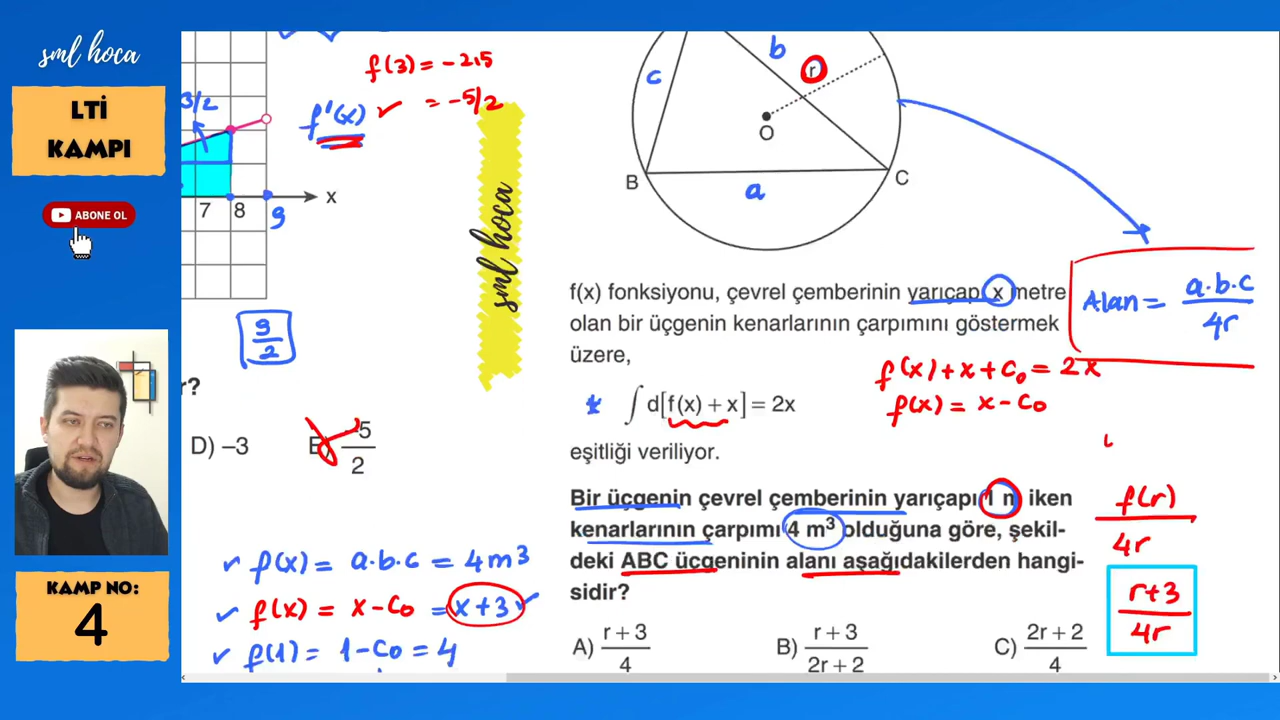 sml hoca
LTİ
KAMPI
ABONE OL
KAMP NO:
4
3/2
f(3) = -2,5
= -5/2
f'(x)
x
7
8
9
9/2
r?
D) –3
E) –5/2
f(x) = a.b.c = 4m3
f(x) = x - C0 = x+3
f(1) = 1 - C0 = 4
sml hoca
c
b
r
O
B
C
a
f(x) fonksiyonu, çevrel çemberinin yarıçapı x metre
olan bir üçgenin kenarlarının çarpımını göstermek
üzere,
∫ d[f(x) + x] = 2x
eşitliği veriliyor.
Bir üçgenin çevrel çemberinin yarıçapı 1 m iken
kenarlarının çarpımı 4 m³ olduğuna göre, şekil-
deki ABC üçgeninin alanı aşağıdakilerden hangi-
sidir?
A) r + 3/4
B) r + 3/2r + 2
C) 2r + 2/4
Alan = a.b.c/4r
f(x) + x + C0 = 2x
f(x) = x - C0
f(r)/4r
r+3/4r